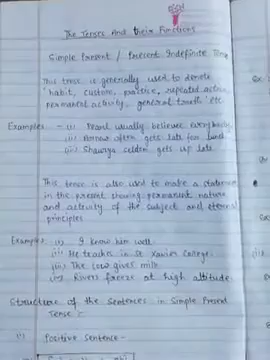 The Tenses And their Functions
Simple Present / Present Indefinite Tense
This tense is generally used to denote
'habit, custom, practice, repeated action,
permanent activity, general truth' etc.
Examples - (i) Pearl usually believes everybody
(ii) often gets late for
(iii) Shaurya seldom gets up late
This tense is also used to make a statement
in the present showing permanent nature
and activity of the subject and eternal
principles
Examples (i) I know him well
(ii) He teaches in St Xavier College.
(iii) The Cow gives milk
(iv) Rivers freeze at high altitude.
Structure of the Sentences in Simple Present
Tense :-
(i) Positive Sentence -